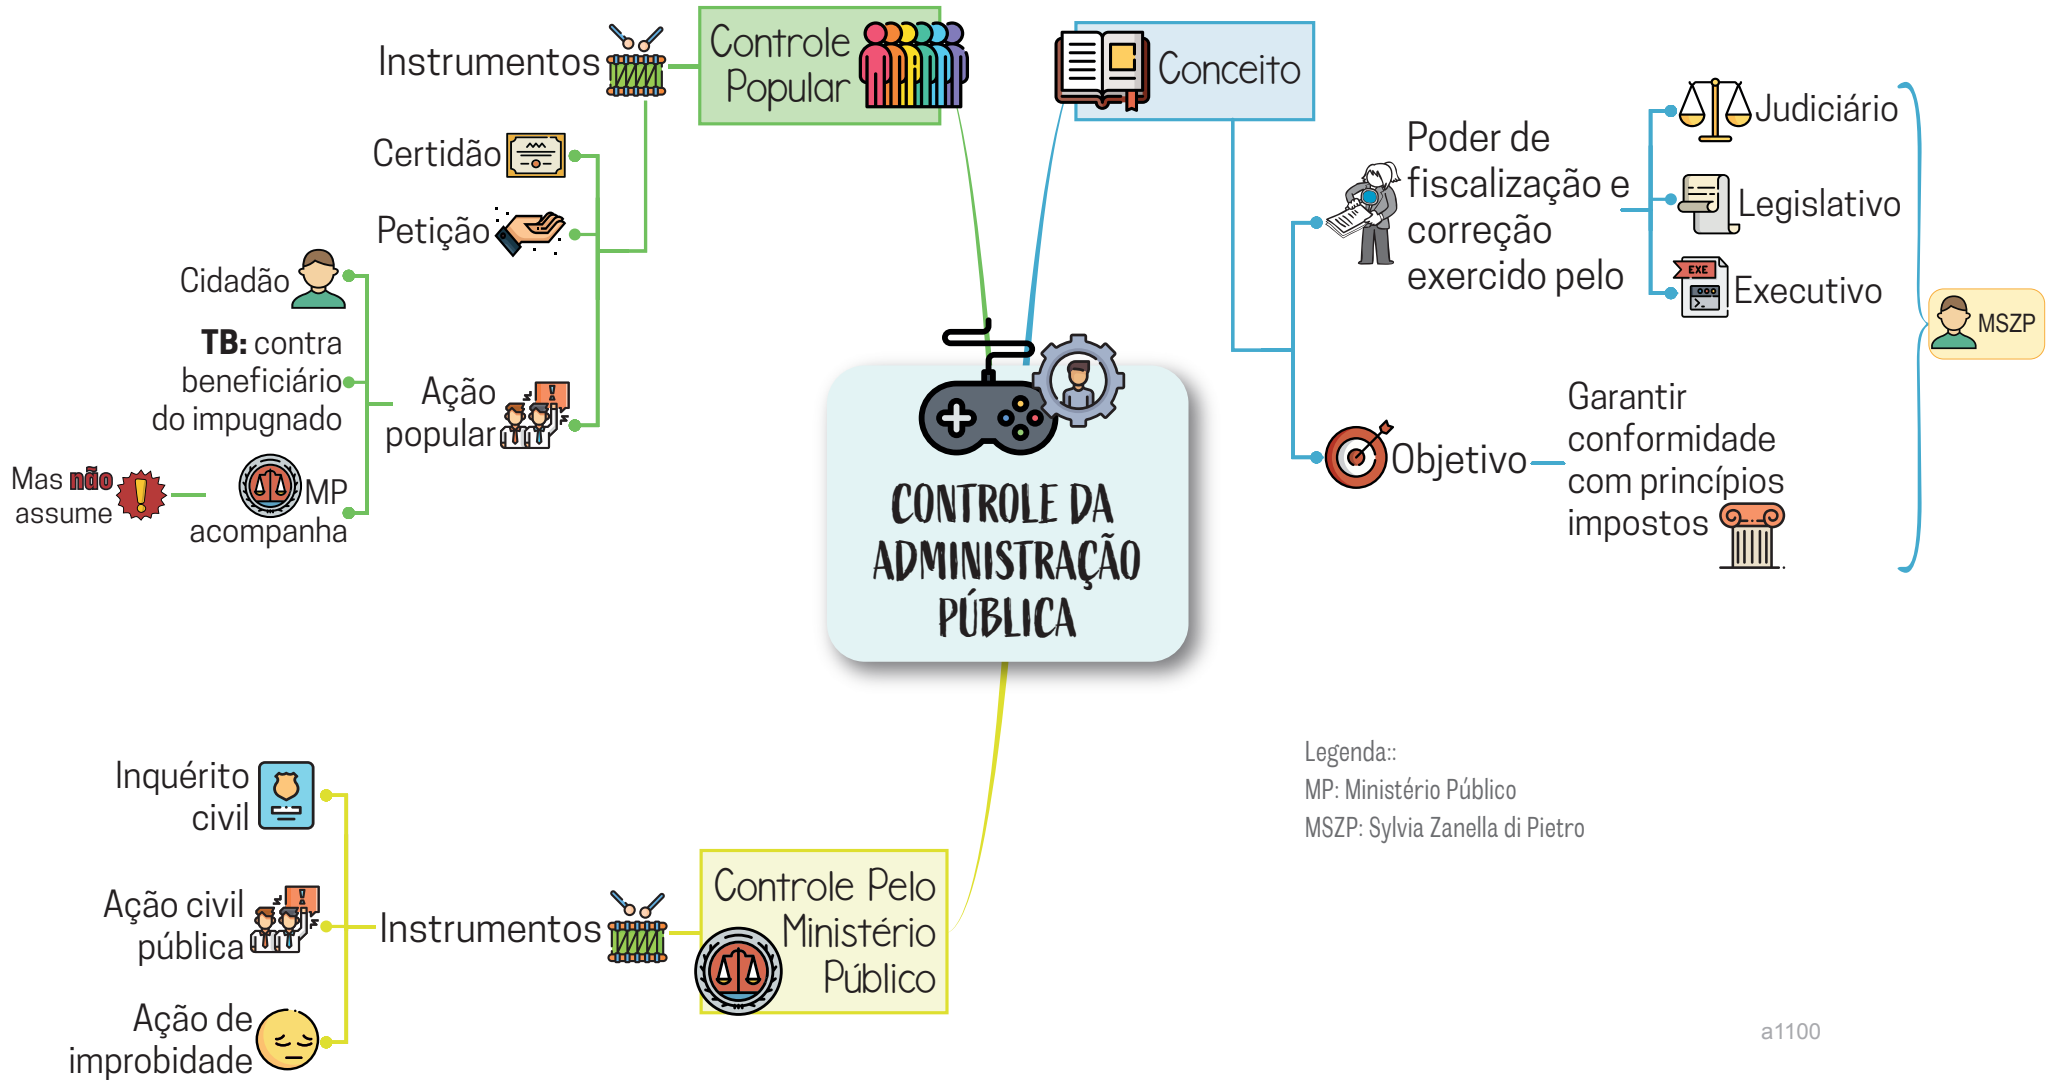 CONTROLE DA
ADMINISTRAÇÃO
PÚBLICA
Conceito
Poder de
fiscalização e
correção
exercido pelo
Judiciário
Legislativo
EXE
Executivo
Objetivo
Garantir
conformidade
com princípios
impostos
MSZP
Controle
Popular
Instrumentos
Certidão
Petição
Ação
popular
Cidadão
TB: contra
beneficiário
do impugnado
MP
acompanha
Mas não
assume
Controle Pelo
Ministério
Público
Instrumentos
Inquérito
civil
Ação civil
pública
Ação de
improbidade
Legenda::
MP: Ministério Público
MSZP: Sylvia Zanella di Pietro
a1100